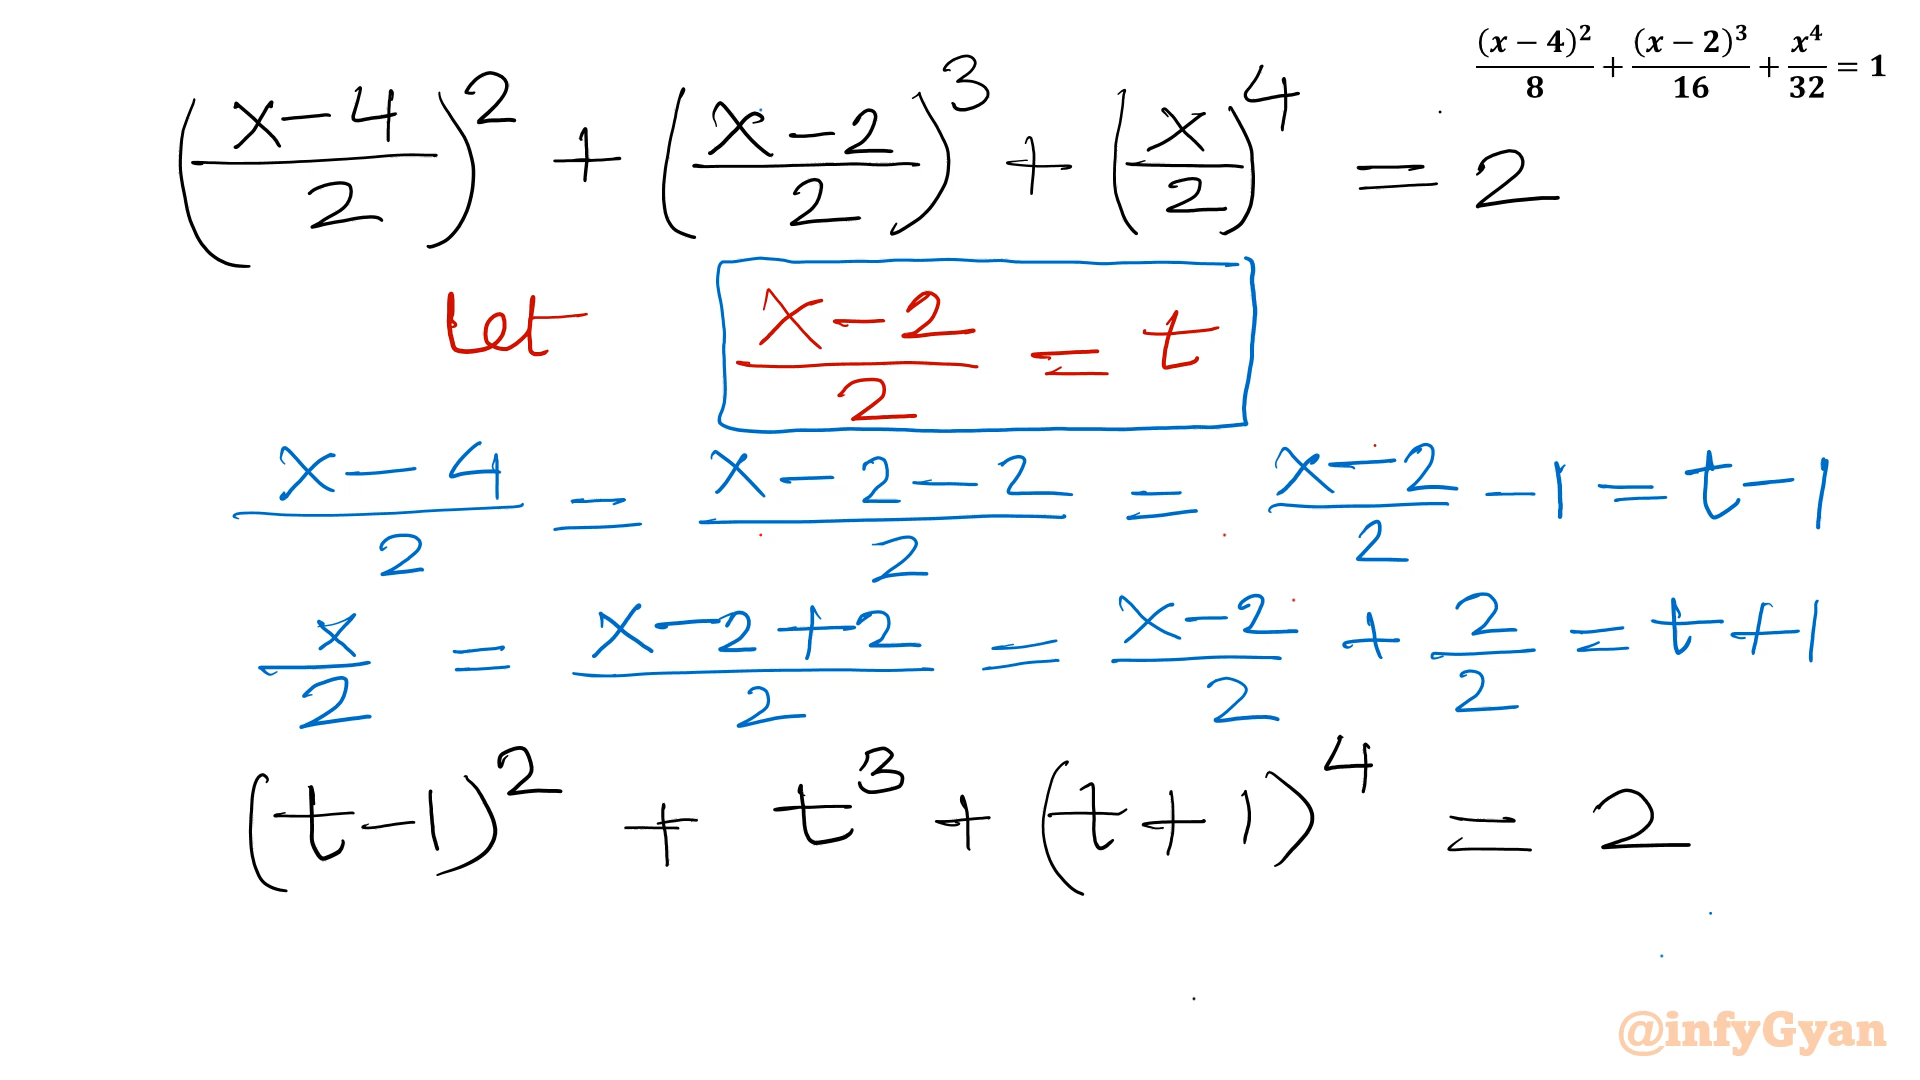 (x-4)²/8 + (x-2)³/16 + x⁴/32 = 1
((x-4)/2)² + ((x-2)/2)³ + (x/2)⁴ = 2
let (x-2)/2 = t
(x-4)/2 = (x-2-2)/2 = (x-2)/2 - 1 = t-1
x/2 = (x-2+2)/2 = (x-2)/2 + 2/2 = t+1
(t-1)² + t³ + (t+1)⁴ = 2
@infyGyan